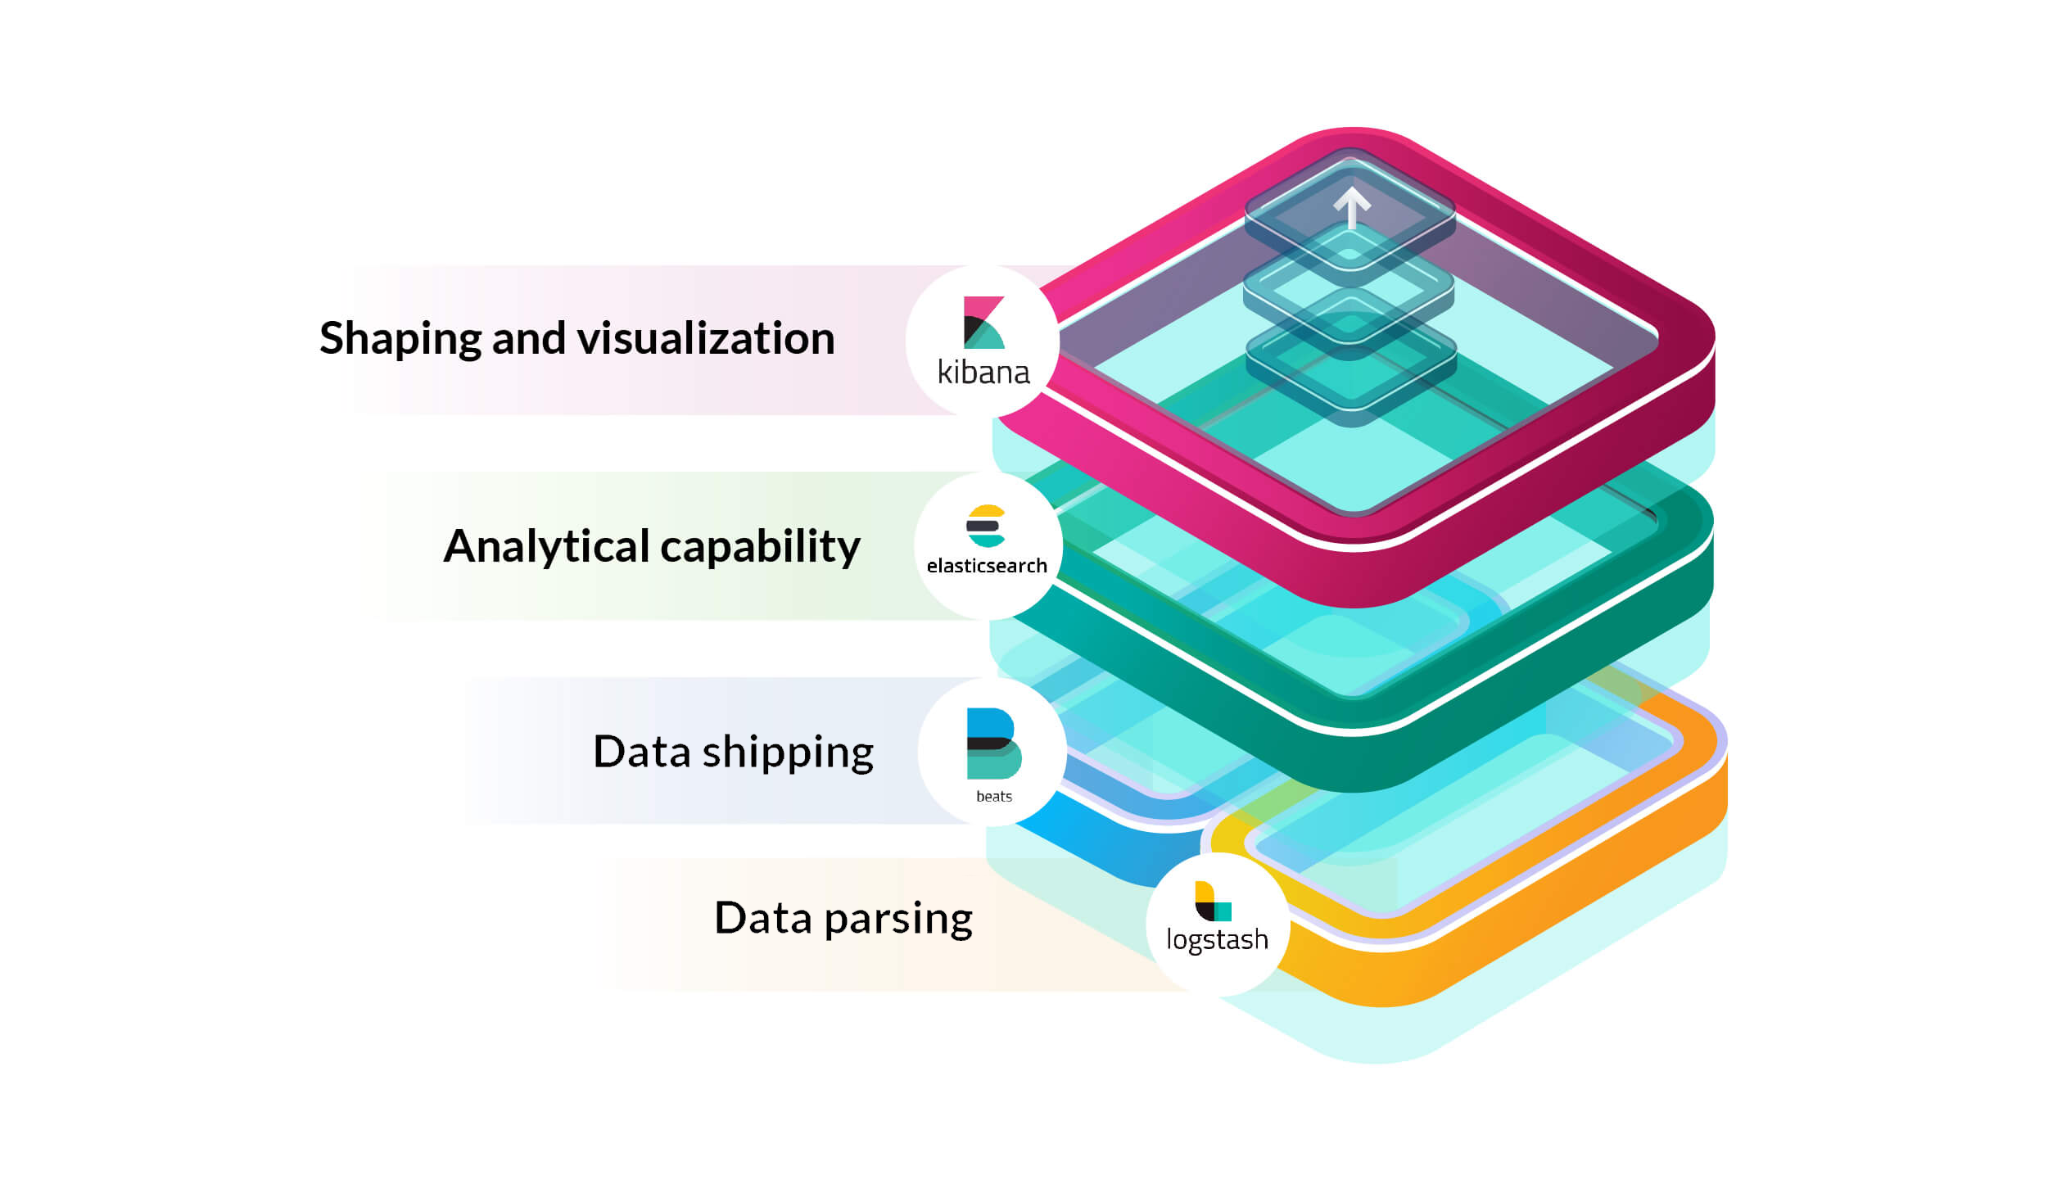 Shaping and visualization
kibana
Analytical capability
elasticsearch
Data shipping
beats
Data parsing
logstash